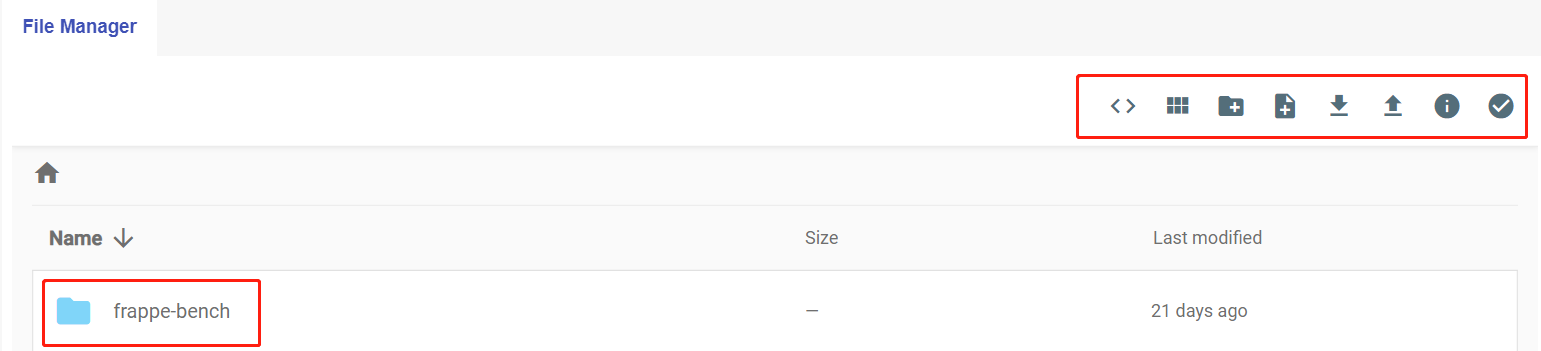 File Manager
Name Size Last modified
frappe-bench — 21 days ago